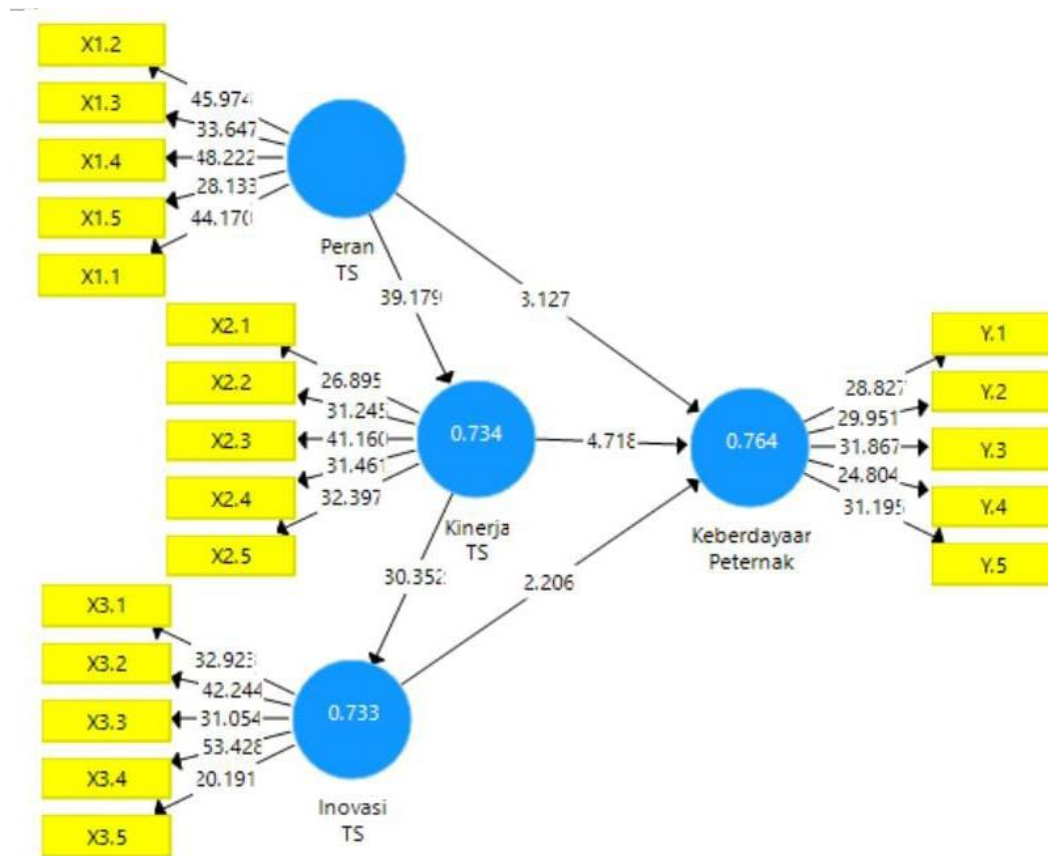 X1.2
X1.3
X1.4
X1.5
X1.1
45.974
33.647
48.222
28.133
44.170
Peran
TS
39.179
3.127
X2.1
X2.2
X2.3
X2.4
X2.5
26.895
31.245
41.160
31.461
32.397
0.734
Kinerja
TS
4.718
30.352
2.206
0.764
Keberdayaar
Peternak
28.827
29.951
31.867
24.804
31.195
Y.1
Y.2
Y.3
Y.4
Y.5
X3.1
X3.2
X3.3
X3.4
X3.5
32.923
42.244
31.054
53.428
20.191
0.733
Inovasi
TS